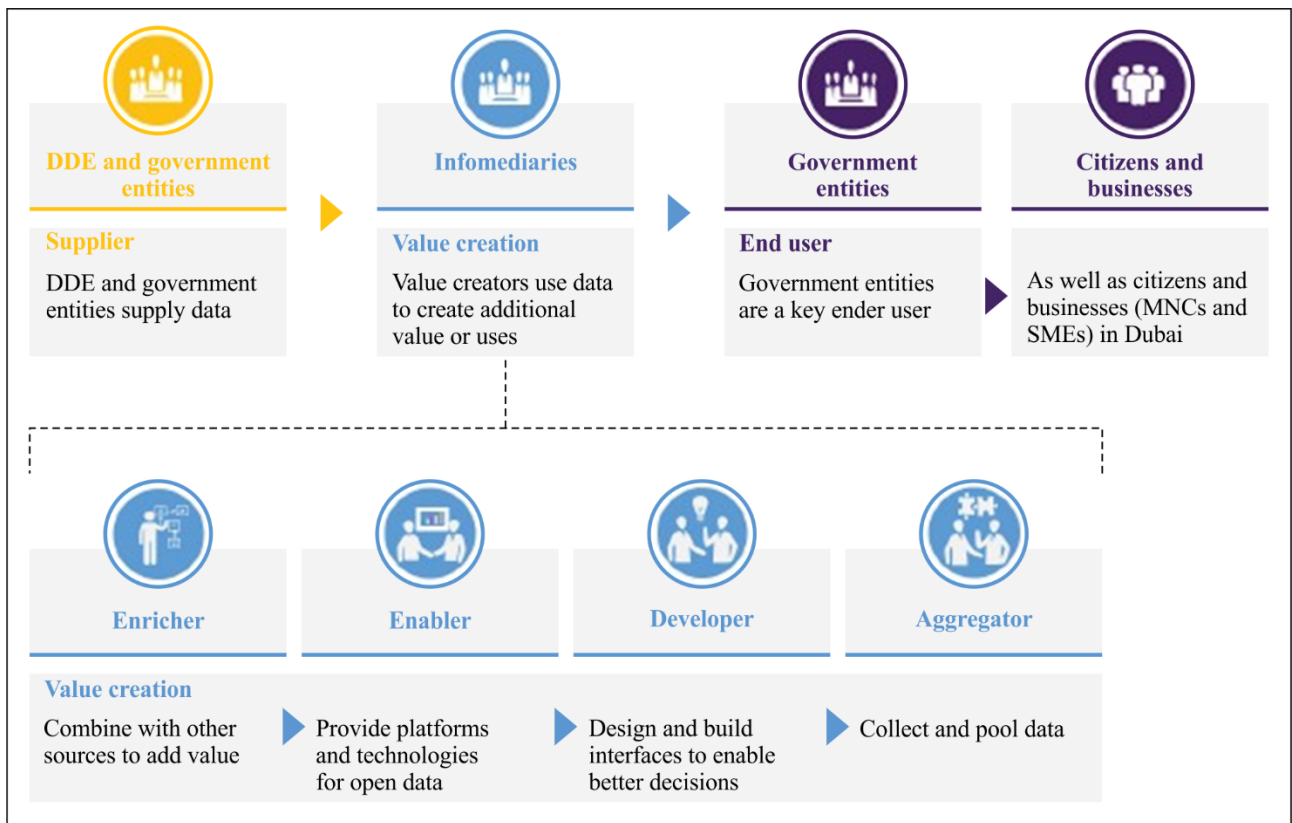 DDE and government
entities
Supplier
DDE and government
entities supply data
Infomediaries
Value creation
Value creators use data
to create additional
value or uses
Government
entities
End user
Government entities
are a key ender user
Citizens and
businesses
As well as citizens and
businesses (MNCs and
SMEs) in Dubai
Enricher
Enabler
Developer
Aggregator
Value creation
Combine with other
sources to add value
Provide platforms
and technologies
for open data
Design and build
interfaces to enable
better decisions
Collect and pool data